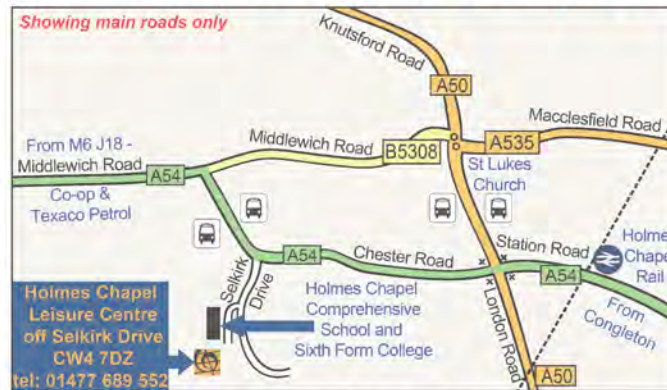 Showing main roads only
Knutsford Road
A50
Macclesfield Road
From M6 J18 -
Middlewich Road
Middlewich Road
B5308
A535
A54
St Lukes
Church
Co-op &
Texaco Petrol
Station Road
Holmes
Chapel
Rail
A54
Chester Road
A54
Selkirk
Drive
From
Congleton
London Road
Holmes Chapel
Leisure Centre
off Selkirk Drive
CW4 7DZ
tel: 01477 689 552
Holmes Chapel
Comprehensive
School and
Sixth Form College
A50